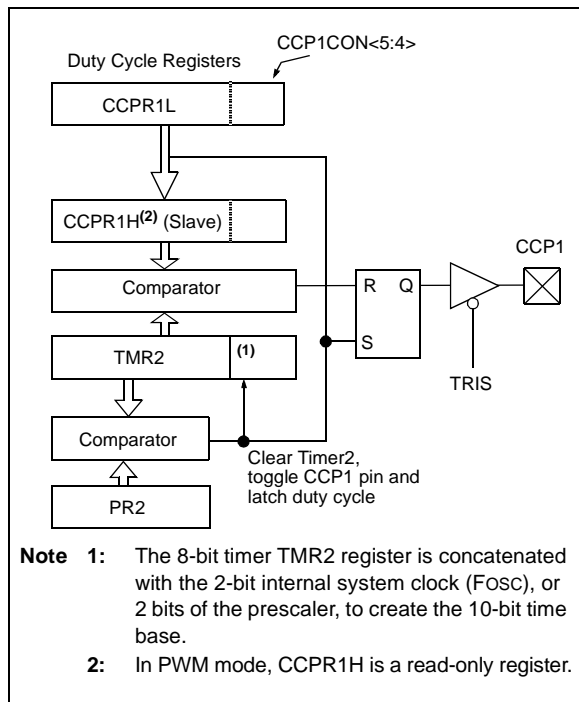 CCP1CON<5:4>
Duty Cycle Registers
CCPR1L
CCPR1H(2) (Slave)
CCP1
Comparator
R Q
TMR2 (1)
S
TRIS
Comparator
Clear Timer2,
toggle CCP1 pin and
latch duty cycle
PR2
Note 1: The 8-bit timer TMR2 register is concatenated
with the 2-bit internal system clock (FOSC), or
2 bits of the prescaler, to create the 10-bit time
base.
2: In PWM mode, CCPR1H is a read-only register.